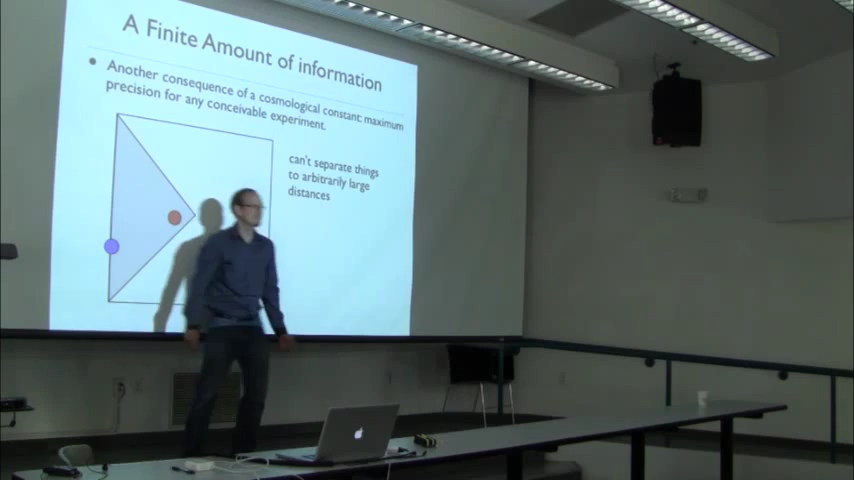 A Finite Amount of information
• Another consequence of a cosmological constant: maximum
precision for any conceivable experiment.
can't separate things
to arbitrarily large
distances